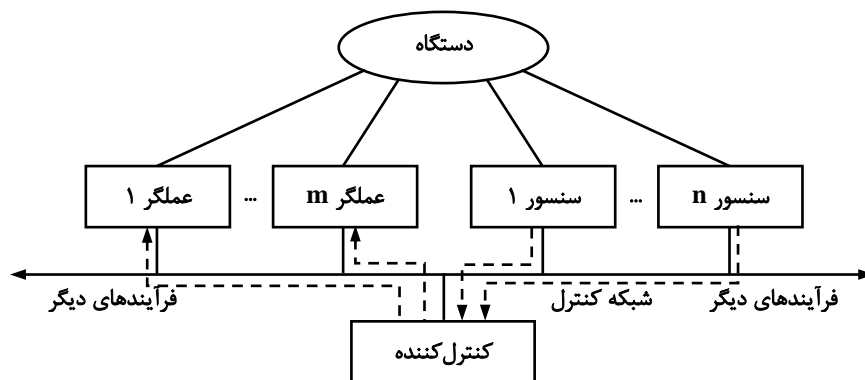 دستگاه
عملگر ۱
...
عملگر m
سنسور ۱
...
سنسور n
فرآیندهای دیگر
شبکه کنترل
فرآیندهای دیگر
کنترل‌کننده